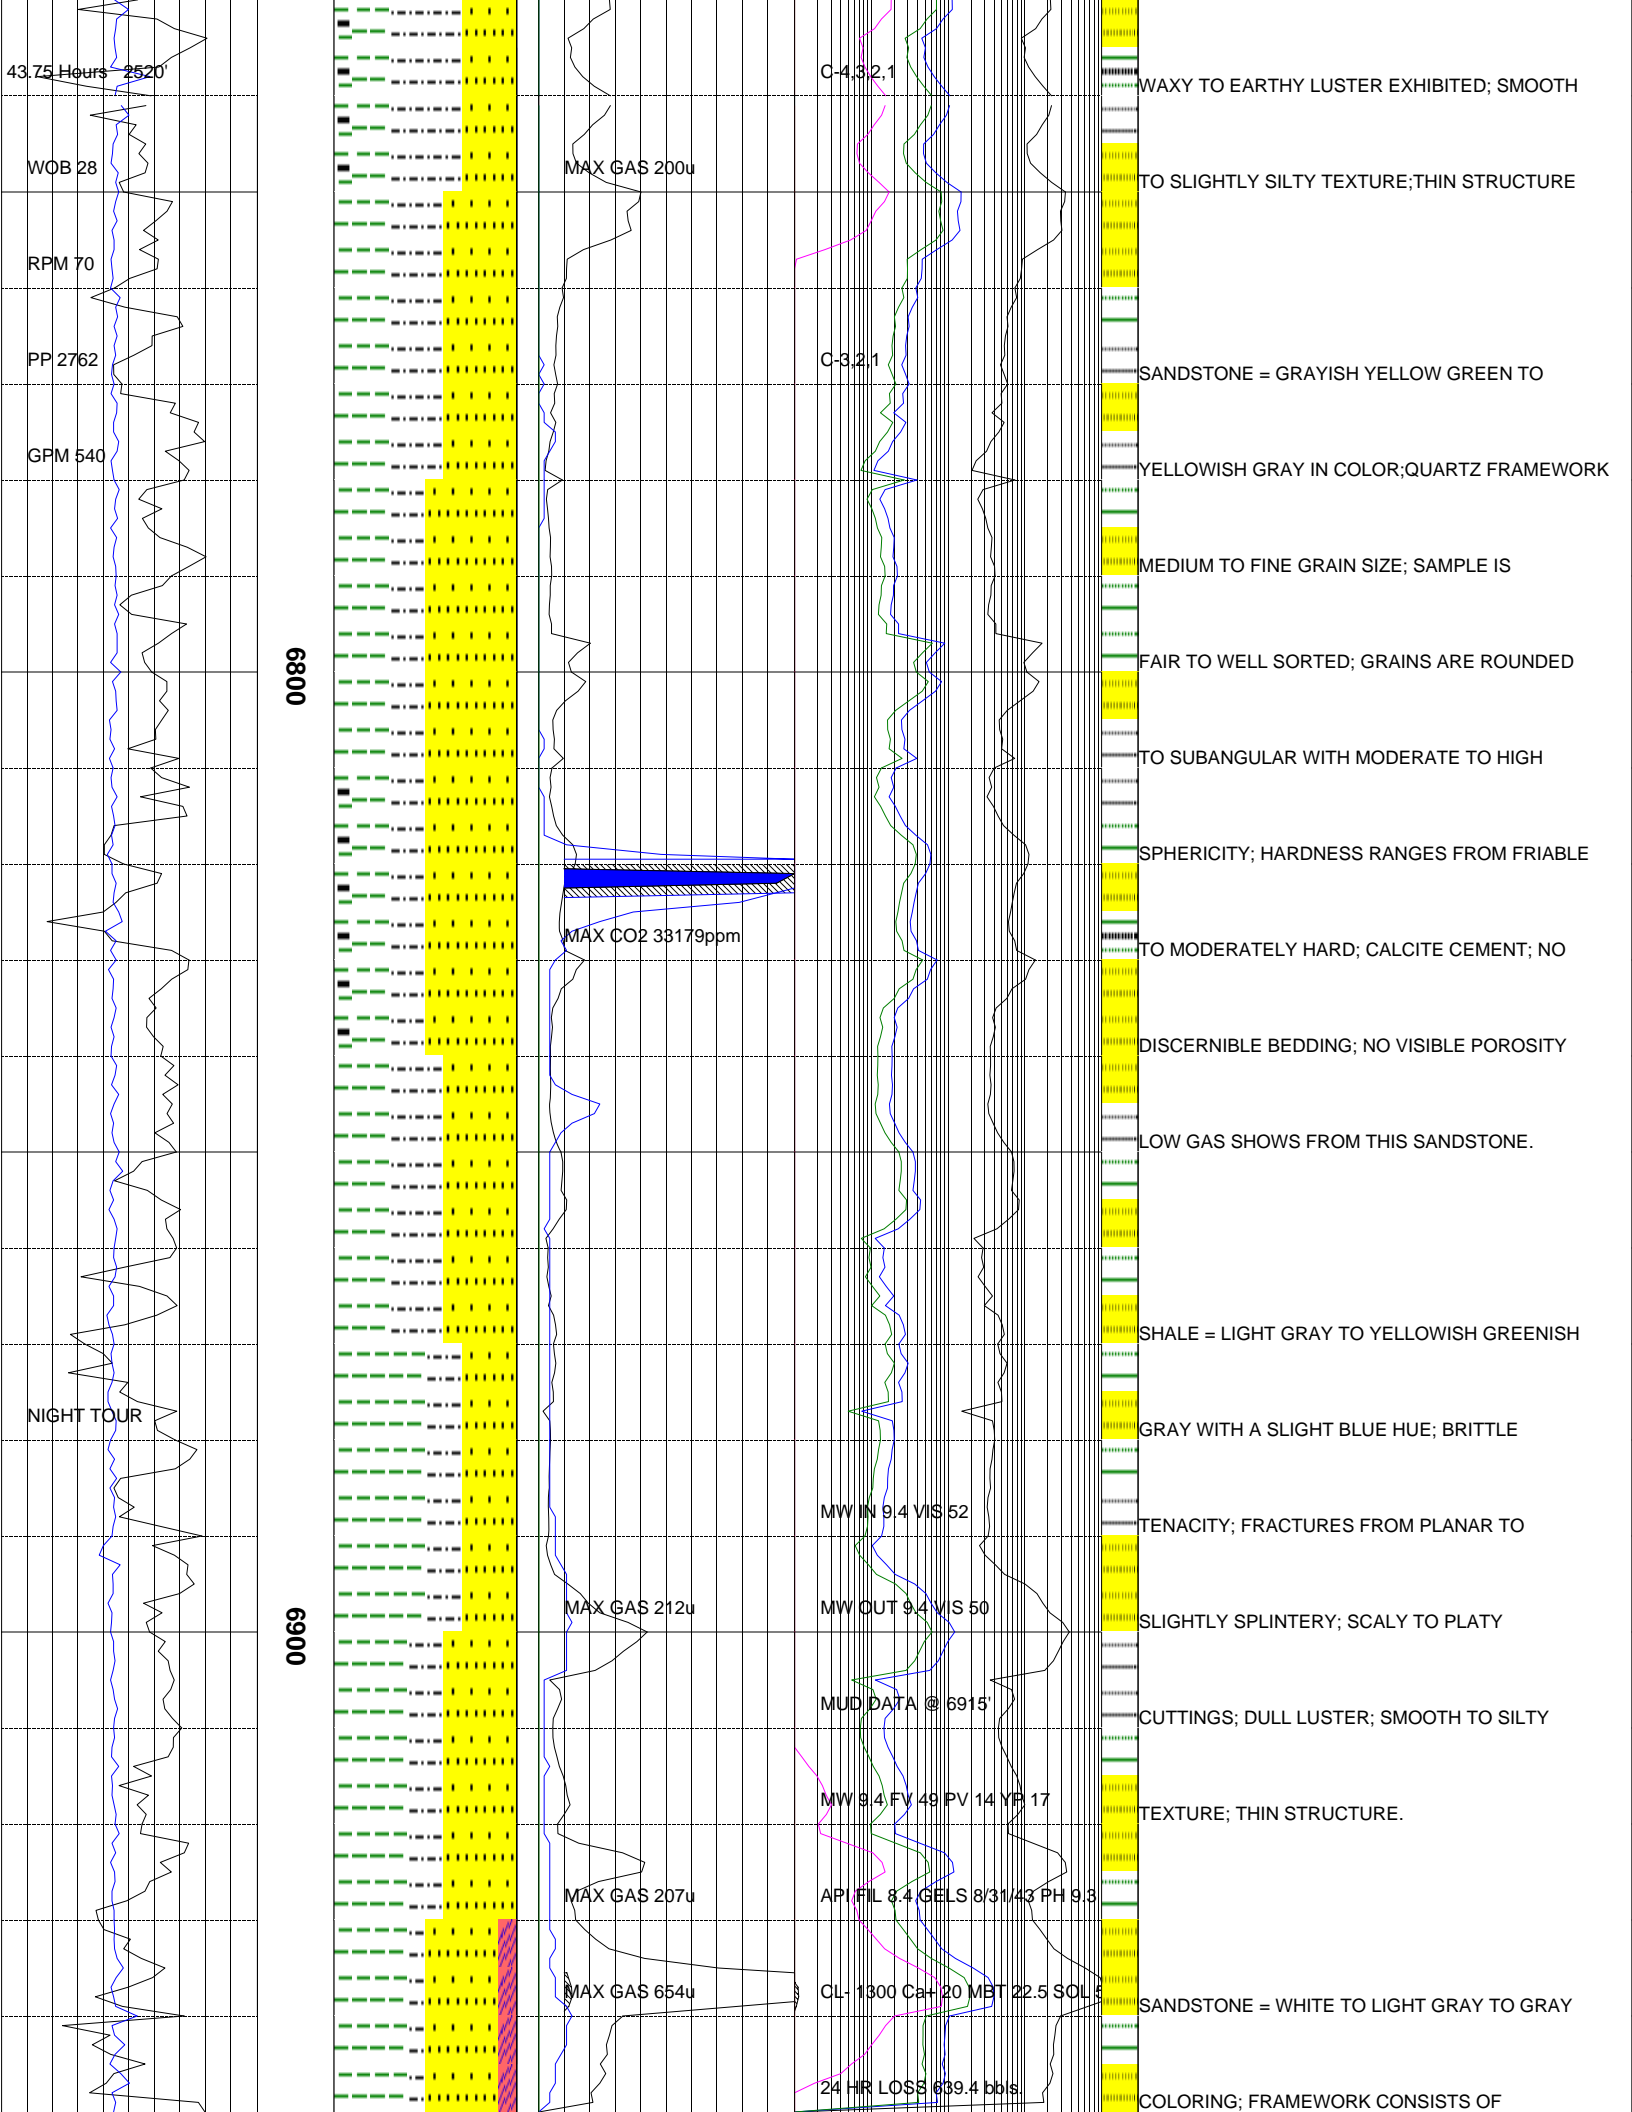 43.75 Hours   2520'
WOB 28
RPM 70
PP 2762
GPM 540
NIGHT TOUR
6800
6900
MAX GAS 200u
MAX CO2 33179ppm
MAX GAS 212u
MAX GAS 207u
MAX GAS 654u
C-4,3,2,1
C-3,2,1
MW IN 9.4 VIS 52
MW OUT 9.4 VIS 50
MUD DATA @ 6915'
MW 9.4 FV 49 PV 14 YP 17
API FIL 8.4 GELS 8/31/43 PH 9.3
CL- 1300 Ca+ 20 MBT 22.5 SOL
24 HR LOSS 639.4 bbls.
WAXY TO EARTHY LUSTER EXHIBITED; SMOOTH
TO SLIGHTLY SILTY TEXTURE;THIN STRUCTURE
SANDSTONE = GRAYISH YELLOW GREEN TO
YELLOWISH GRAY IN COLOR;QUARTZ FRAMEWORK
MEDIUM TO FINE GRAIN SIZE; SAMPLE IS
FAIR TO WELL SORTED; GRAINS ARE ROUNDED
TO SUBANGULAR WITH MODERATE TO HIGH
SPHERICITY; HARDNESS RANGES FROM FRIABLE
TO MODERATELY HARD; CALCITE CEMENT; NO
DISCERNIBLE BEDDING; NO VISIBLE POROSITY
LOW GAS SHOWS FROM THIS SANDSTONE.
SHALE = LIGHT GRAY TO YELLOWISH GREENISH
GRAY WITH A SLIGHT BLUE HUE; BRITTLE
TENACITY; FRACTURES FROM PLANAR TO
SLIGHTLY SPLINTERY; SCALY TO PLATY
CUTTINGS; DULL LUSTER; SMOOTH TO SILTY
TEXTURE; THIN STRUCTURE.
SANDSTONE = WHITE TO LIGHT GRAY TO GRAY
COLORING; FRAMEWORK CONSISTS OF